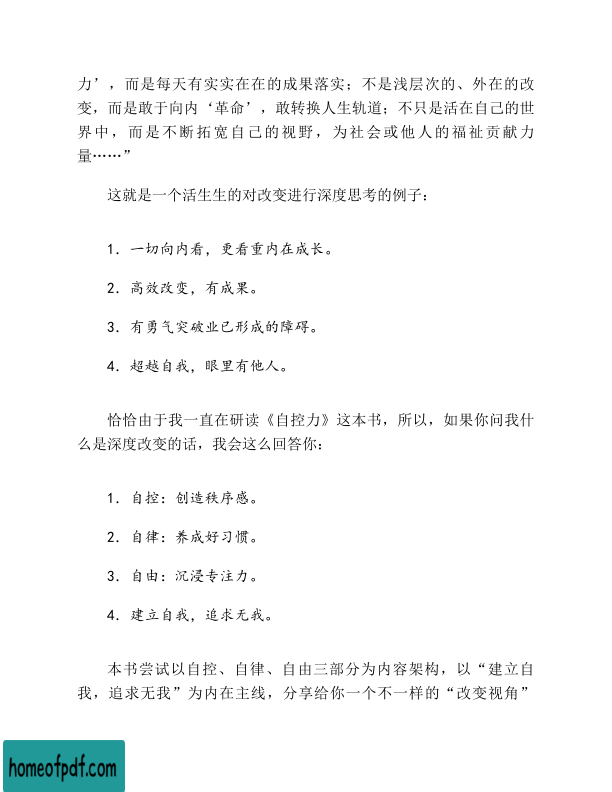 力’，而是每天有实实在在的成果落实；不是浅层次的、外在的改
变，而是敢于向内‘革命’，敢转换人生轨道；不只是活在自己的世
界中，而是不断拓宽自己的视野，为社会或他人的福祉贡献力
量……”
这就是一个活生生的对改变进行深度思考的例子：
1．一切向内看，更看重内在成长。
2．高效改变，有成果。
3．有勇气突破业已形成的障碍。
4．超越自我，眼里有他人。
恰恰由于我一直在研读《自控力》这本书，所以，如果你问我什
么是深度改变的话，我会这么回答你：
1．自控：创造秩序感。
2．自律：养成好习惯。
3．自由：沉浸专注力。
4．建立自我，追求无我。
本书尝试以自控、自律、自由三部分为内容架构，以“建立自
我，追求无我”为内在主线，分享给你一个不一样的“改变视角”
homeofpdf.com